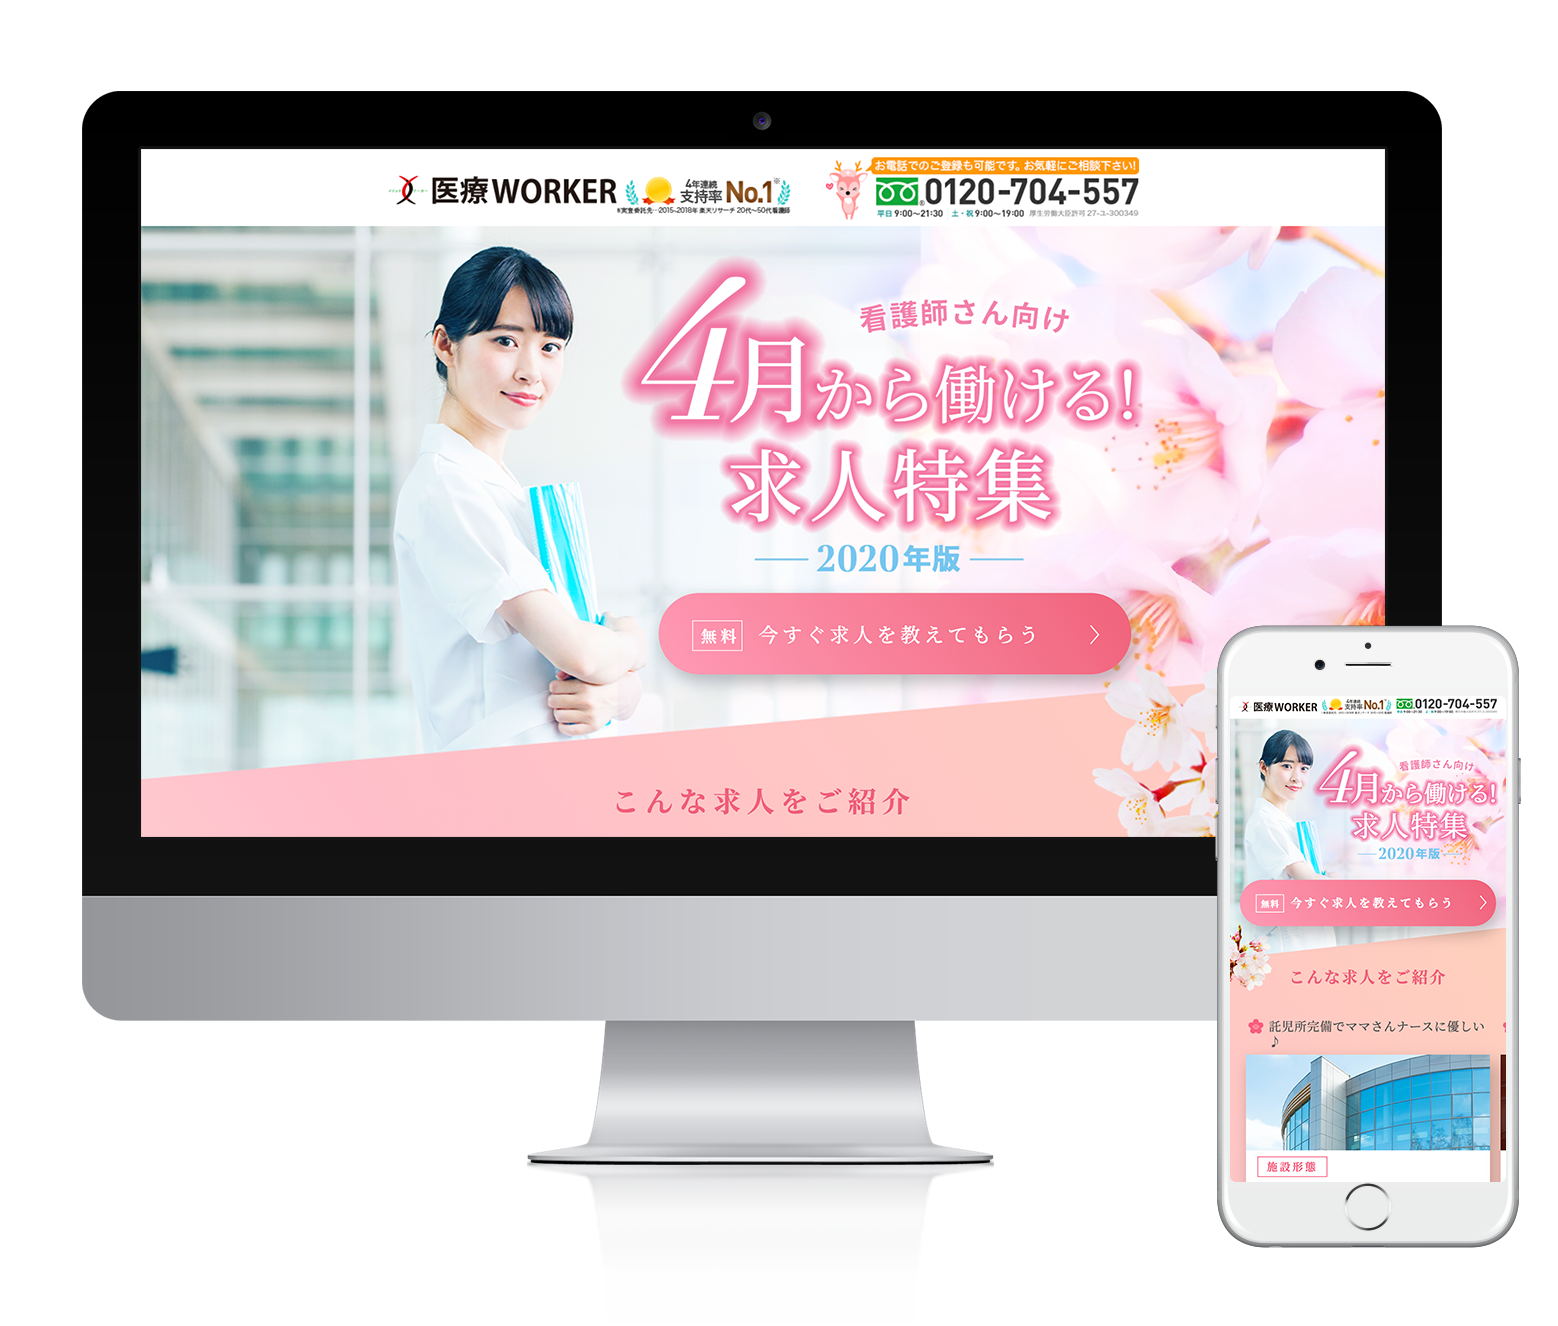 医療WORKER
4年連続
支持率 No.1※
※実査委託先…2015-2018年 楽天リサーチ 20代～50代看護師
お電話でのご登録も可能です。お気軽にご相談下さい!
0120-704-557
平日 9:00～21:30 土・祝 9:00～19:00 厚生労働大臣許可 27-ユ-300349
看護師さん向け
4月から働ける!
求人特集
2020年版
無料 今すぐ求人を教えてもらう
こんな求人をご紹介
医療WORKER
4年連続
支持率 No.1※
0120-704-557
看護師さん向け
4月から働ける!
求人特集
2020年版
無料 今すぐ求人を教えてもらう
こんな求人をご紹介
託児所完備でママさんナースに優しい
♪
施設形態